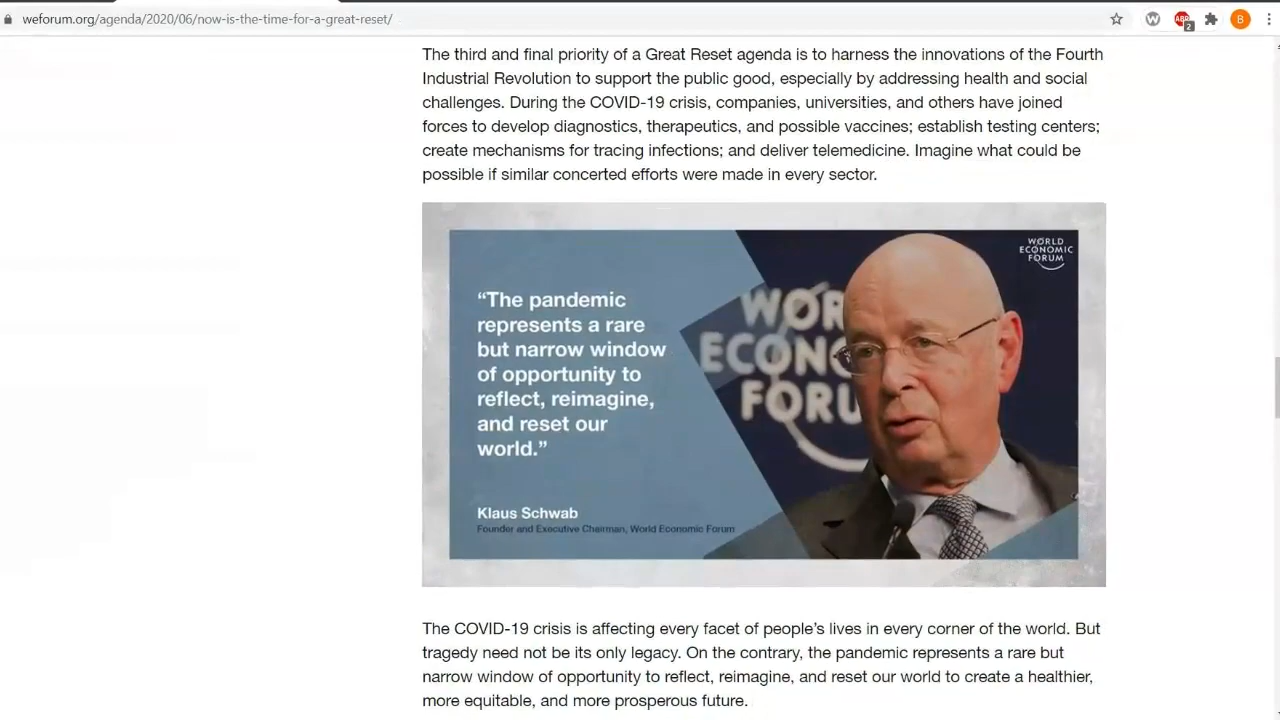 weforum.org/agenda/2020/06/now-is-the-time-for-a-great-reset/
W
ABP
2
B
The third and final priority of a Great Reset agenda is to harness the innovations of the Fourth
Industrial Revolution to support the public good, especially by addressing health and social
challenges. During the COVID-19 crisis, companies, universities, and others have joined
forces to develop diagnostics, therapeutics, and possible vaccines; establish testing centers;
create mechanisms for tracing infections; and deliver telemedicine. Imagine what could be
possible if similar concerted efforts were made in every sector.
WORLD
ECONOMIC
FORUM
“The pandemic
represents a rare
but narrow window
of opportunity to
reflect, reimagine,
and reset our
world.”
Klaus Schwab
Founder and Executive Chairman, World Economic Forum
WOR
ECONO
FORU
The COVID-19 crisis is affecting every facet of people’s lives in every corner of the world. But
tragedy need not be its only legacy. On the contrary, the pandemic represents a rare but
narrow window of opportunity to reflect, reimagine, and reset our world to create a healthier,
more equitable, and more prosperous future.